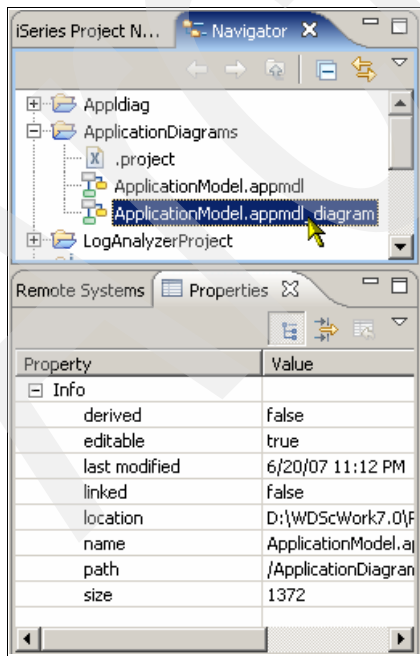 iSeries Project N... Navigator
Appldiag
ApplicationDiagrams
.project
ApplicationModel.appmdl
ApplicationModel.appmdl_diagram
LogAnalyzerProject
Remote Systems Properties
Property Value
Info
derived false
editable true
last modified 6/20/07 11:12 PM
linked false
location D:\WDScWork7.0\
name ApplicationModel.a
path /ApplicationDiagran
size 1372